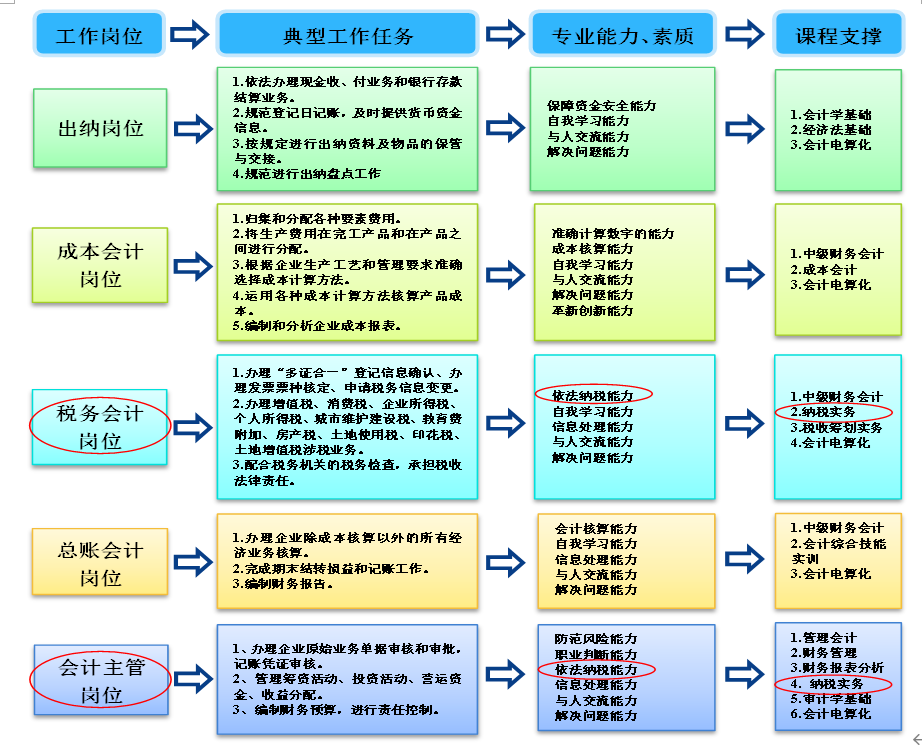 工作岗位
典型工作任务
专业能力、素质
课程支撑
出纳岗位
1.依法办理现金收、付业务和银行存款
结算业务。
2.规范登记日记账，及时提供货币资金
信息。
3.按规定进行出纳资料及物品的保管
与交接。
4.规范进行出纳盘点工作
保障资金安全能力
自我学习能力
与人交流能力
解决问题能力
1.会计学基础
2.经济法基础
3.会计电算化
成本会计
岗位
1.归集和分配各种要素费用。
2.将生产费用在完工产品和在产品之
间进行分配。
3.根据企业生产工艺和管理要求准确
选择成本计算方法。
4.运用各种成本计算方法核算产品成
本。
5.编制和分析企业成本报表。
准确计算数字的能力
成本核算能力
自我学习能力
与人交流能力
解决问题能力
革新创新能力
1.中级财务会计
2.成本会计
3.会计电算化
税务会计
岗位
1.办理“多证合一”登记信息确认、办
理发票票种核定、申请税务信息变更。
2.办理增值税、消费税、企业所得税、
个人所得税、城市维护建设税、教育费
附加、房产税、土地使用税、印花税、
土地增值税涉税业务。
3.配合税务机关的税务检查，承担税收
法律责任。
依法纳税能力
自我学习能力
信息处理能力
与人交流能力
解决问题能力
1.中级财务会计
2.纳税实务
3.税收筹划实务
4.会计电算化
总账会计
岗位
1.办理企业除成本核算以外的所有经
济业务核算。
2.完成期末结转损益和记账工作。
3.编制财务报告。
会计核算能力
自我学习能力
信息处理能力
与人交流能力
解决问题能力
1.中级财务会计
2.会计综合技能
实训
3.会计电算化
会计主管
岗位
1、办理企业原始业务单据审核和审批，
记账凭证审核。
2、管理筹资活动、投资活动、营运资
金、收益分配。
3、编制财务预算，进行责任控制。
防范风险能力
职业判断能力
依法纳税能力
信息处理能力
与人交流能力
解决问题能力
1.管理会计
2.财务管理
3.财务报表分析
4. 纳税实务
5.审计学基础
6.会计电算化